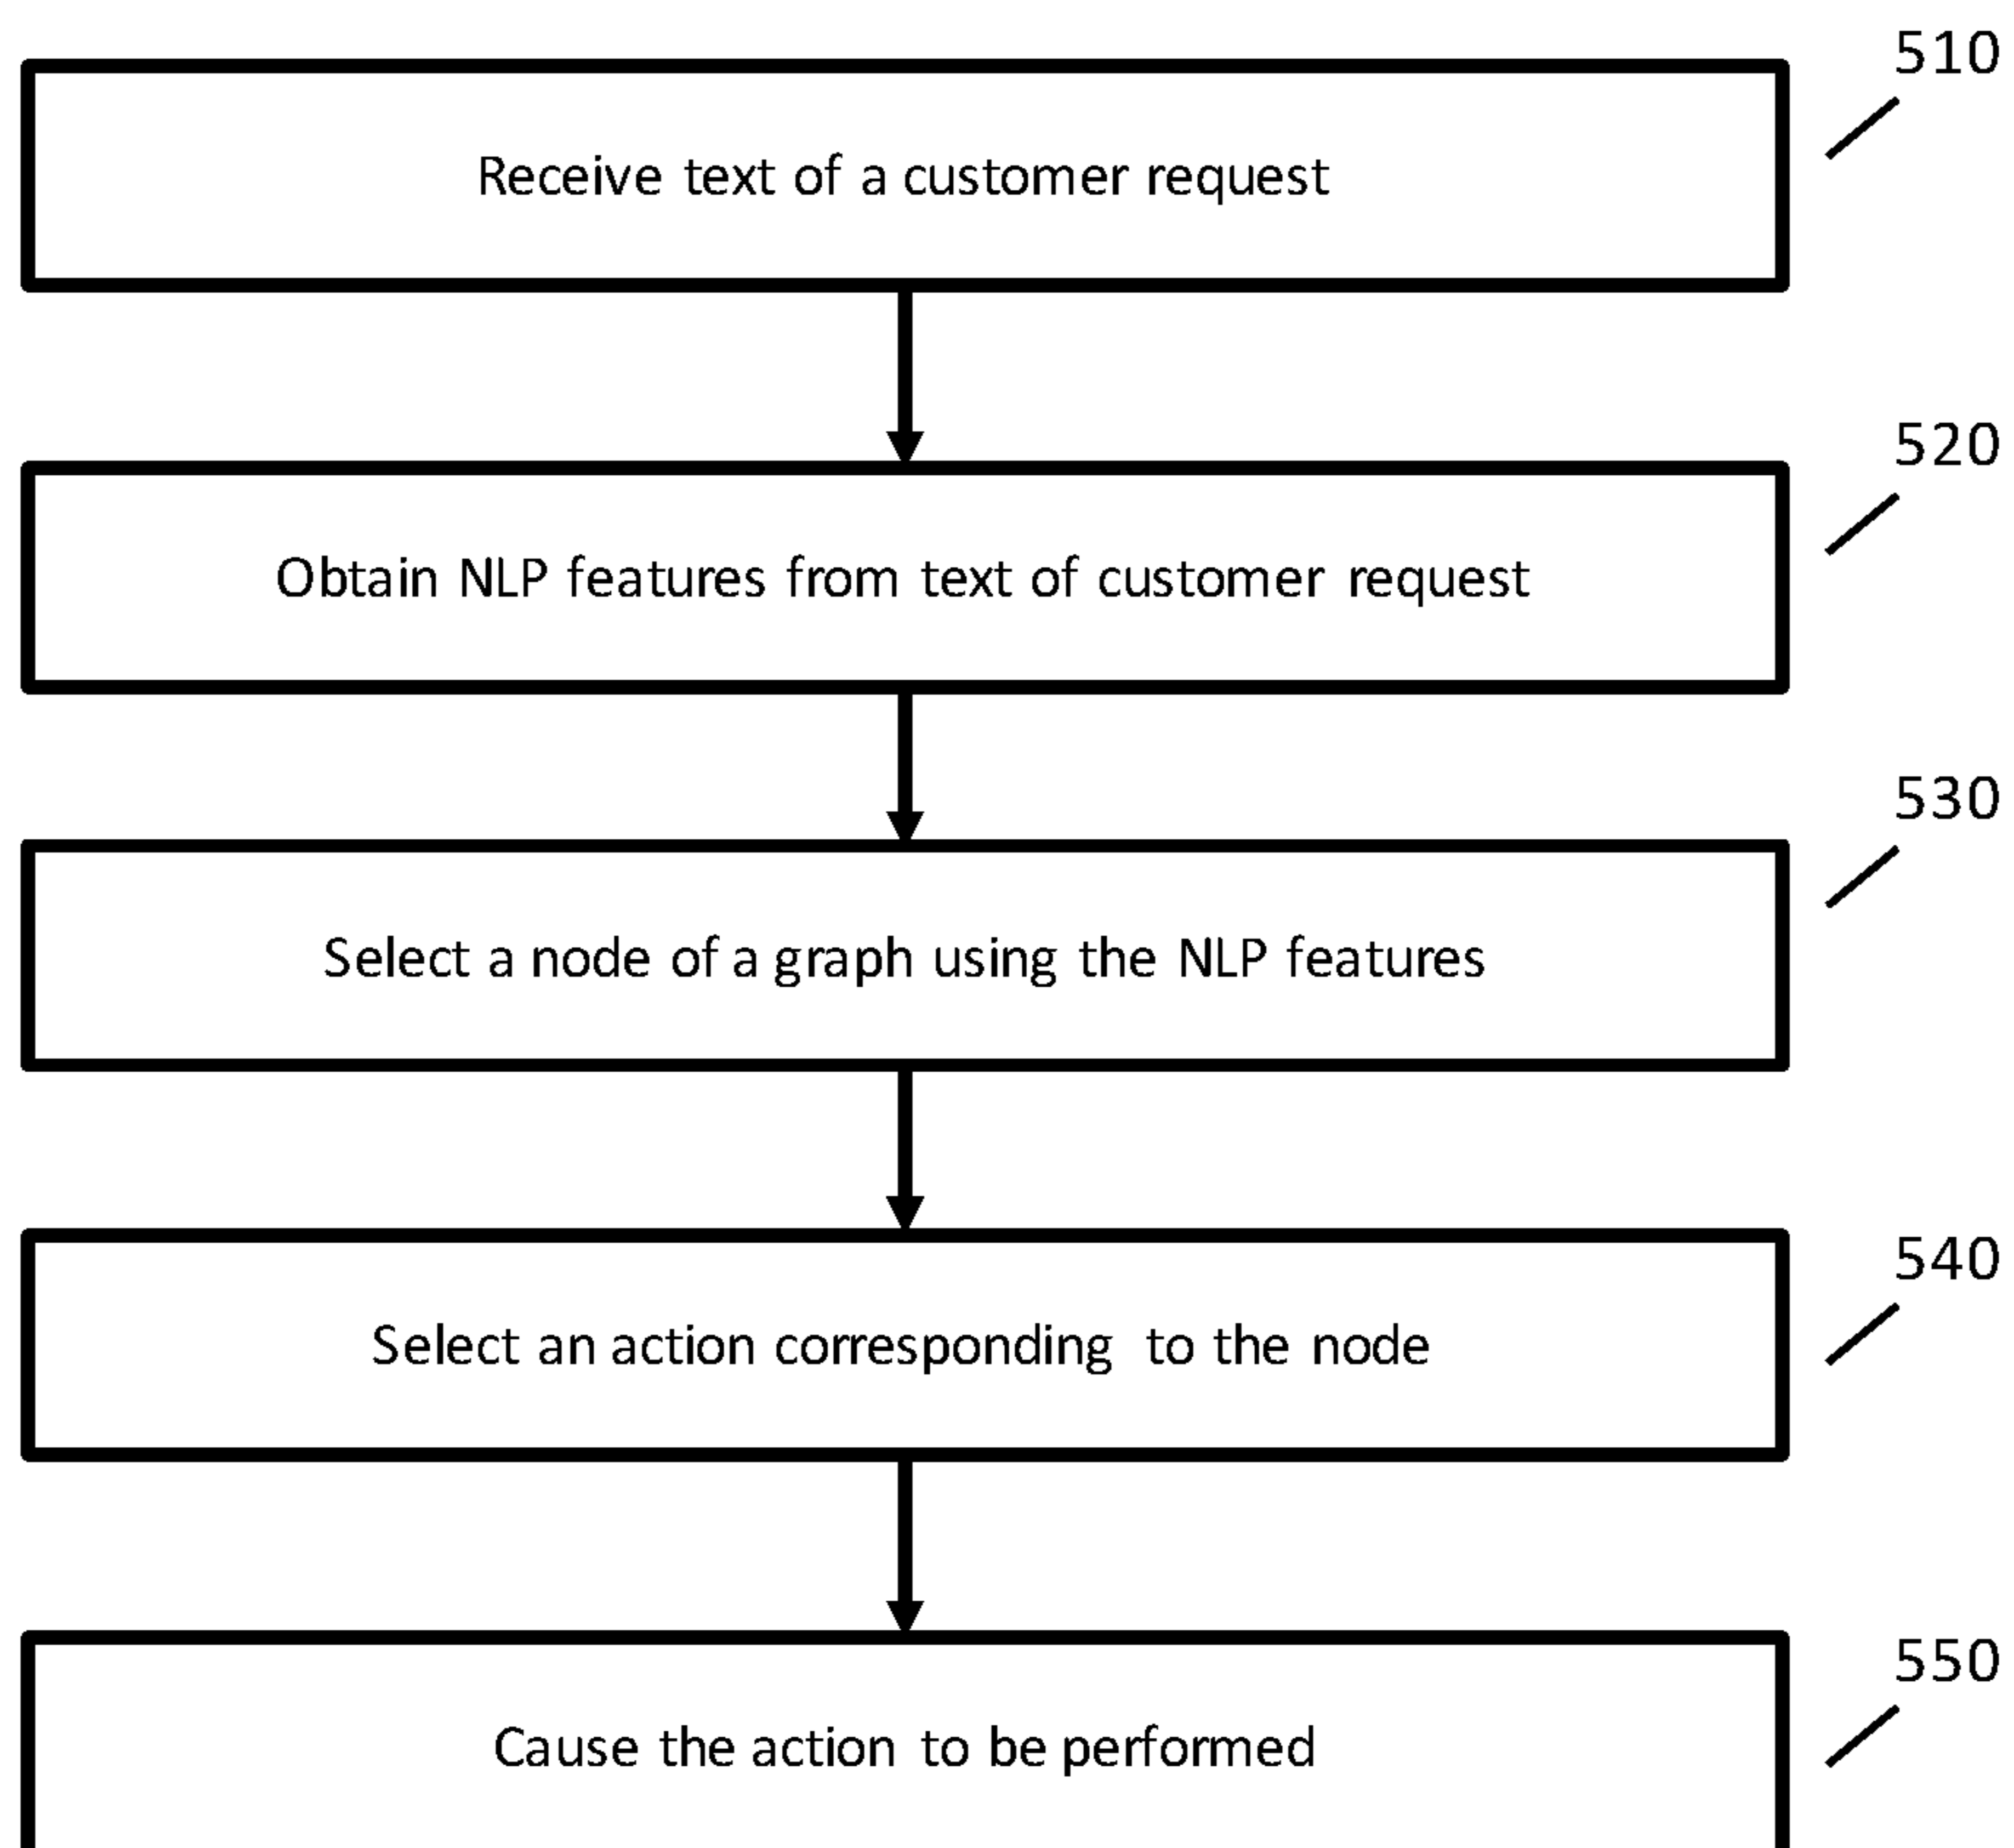 510
Receive text of a customer request
520
Obtain NLP features from text of customer request
530
Select a node of a graph using the NLP features
540
Select an action corresponding to the node
550
Cause the action to be performed